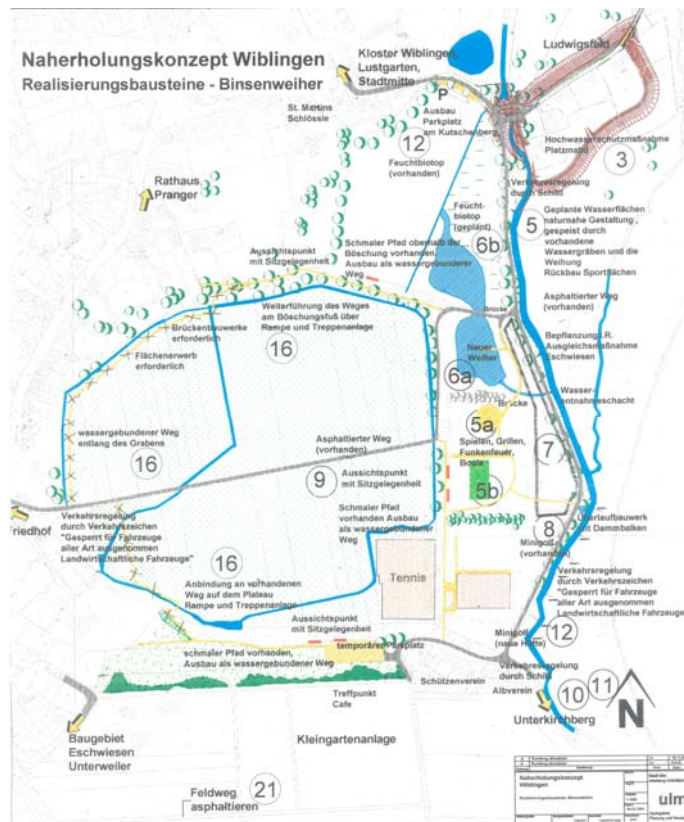 Naherholungskonzept Wiblingen
Realisierungsbausteine - Binsenweiher
Kloster Wiblingen,
Lustgarten,
Stadtmitte
Ludwigsfeld
St. Martins
Schlössle
P
Ausbau
Parkplatz
am Kutschenberg
12
Feuchtbiotop
(vorhanden)
Hochwasserschutzmaßnahme
Platzmahd
3
Rathaus
Pranger
Verkehrsregelung
durch Schild
5
Geplante Wasserflächen
naturnahe Gestaltung ,
gespeist durch
vorhandene
Wassergräben und die
Weihung
Rückbau Sportflächen
Feucht-
biotop
(geplant)
6b
Aussichtspunkt
mit Sitzgelegenheit
Schmaler Pfad oberhalb der
Böschung vorhanden,
Ausbau als wassergebundener
Weg
Asphaltierter Weg
(vorhanden)
Weiterführung des Weges
am Böschungsfuß über
Rampe und Treppenanlage
16
Brücke
Brückenbauwerke
erforderlich
Flächenerwerb
erforderlich
Bepflanzung i.R.
Ausgleichsmaßnahme
Eschwiesen
Neuer
Weiher
6a
Wasser-
entnahmeschacht
Brücke
5a
Spielen, Grillen,
Funkenfeuer,
Boule
wassergebundener Weg
entlang des Grabens
16
Asphaltierter Weg
(vorhanden)
9
Aussichtspunkt
mit Sitzgelegenheit
7
5b
Schmaler Pfad
vorhanden Ausbau
als wassergebundener
Weg
Friedhof
Verkehrsregelung
durch Verkehrszeichen
"Gesperrt für Fahrzeuge
aller Art ausgenommen
Landwirtschaftliche Fahrzeuge"
8
Überlaufbauwerk
mit Dammbalken
Minigolf
(vorhanden)
16
Anbindung an vorhandenen
Weg auf dem Plateau
Rampe und Treppenanlage
Tennis
Verkehrsregelung
durch Verkehrszeichen
"Gesperrt für Fahrzeuge
aller Art ausgenommen
Landwirtschaftliche Fahrzeuge
Aussichtspunkt
mit Sitzgelegenheit
12
Minigolf
(neue Hütte)
temporärer Parkplatz
schmaler Pfad vorhanden,
Ausbau als wassergebundener Weg
Verkehrsregelung
durch Schild
Schützenverein
Albverein
10
11
N
Treffpunkt
Cafe
Unterkirchberg
Baugebiet
Eschwiesen
Unterweiler
Kleingartenanlage
21
Feldweg
asphaltieren
Naherholungskonzept
Wiblingen
Realisierungsbausteine - Binsenweiher
ulm